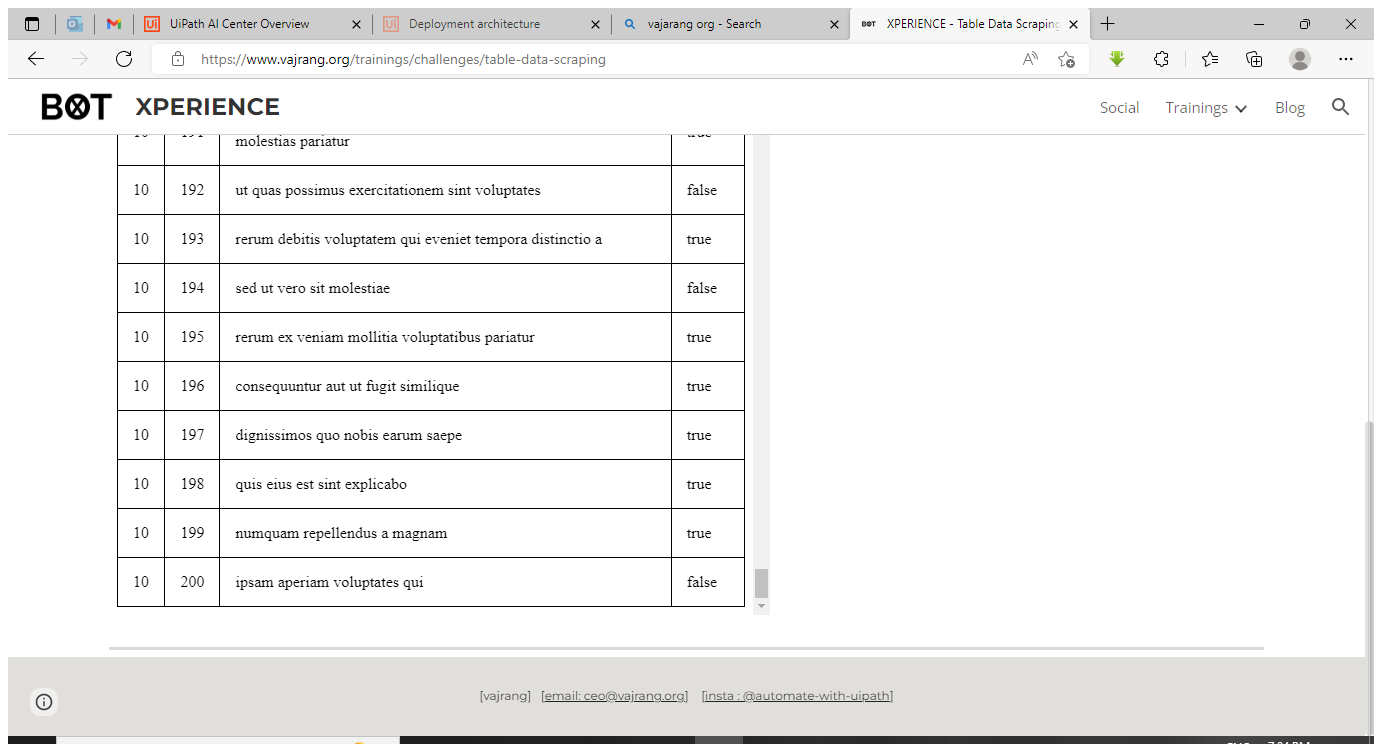 UiPath AI Center Overview Deployment architecture vajarang org - Search BOT XPERIENCE - Table Data Scraping
https://www.vajrang.org/trainings/challenges/table-data-scraping
BOT XPERIENCE Social Trainings Blog
10 191 molestias pariatur true
10 192 ut quas possimus exercitationem sint voluptates false
10 193 rerum debitis voluptatem qui eveniet tempora distinctio a true
10 194 sed ut vero sit molestiae false
10 195 rerum ex veniam mollitia voluptatibus pariatur true
10 196 consequuntur aut ut fugit similique true
10 197 dignissimos quo nobis earum saepe true
10 198 quis eius est sint explicabo true
10 199 numquam repellendus a magnam true
10 200 ipsam aperiam voluptates qui false
[vajrang] [email: ceo@vajrang.org] [insta : @automate-with-uipath]